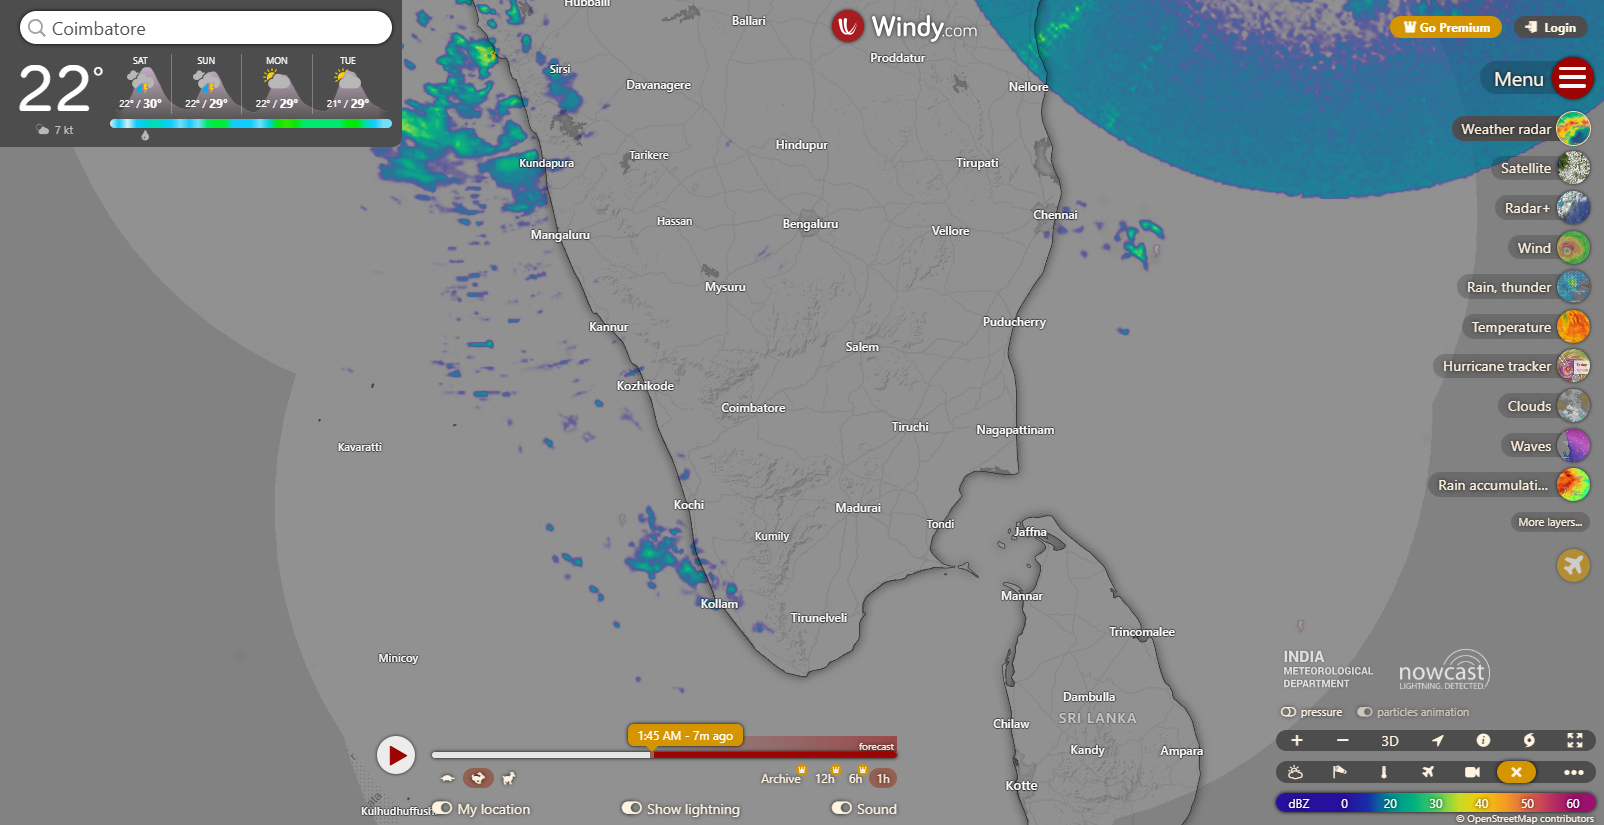 Coimbatore
22°
7 kt
SAT
22° / 30°
SUN
22° / 29°
MON
22° / 29°
TUE
21° / 29°
Windy.com
Go Premium
Login
Menu
Weather radar
Satellite
Radar+
Wind
Rain, thunder
Temperature
Hurricane tracker
Clouds
Waves
Rain accumulati...
More layers...
Hubballi
Ballari
Proddatur
Sirsi
Davanagere
Nellore
Hindupur
Tarikere
Kundapura
Tirupati
Chennai
Hassan
Bengaluru
Vellore
Mangaluru
Mysuru
Kannur
Puducherry
Salem
Kozhikode
Coimbatore
Tiruchi
Nagapattinam
Kavaratti
Kochi
Madurai
Tondi
Jaffna
Kumily
Mannar
Kollam
Tirunelveli
Trincomalee
Minicoy
Dambulla
Chilaw
SRI LANKA
Kandy
Ampara
Kotte
Kulhudhuffush
INDIA
METEOROLOGICAL
DEPARTMENT
nowcast
LIGHTNING. DETECTED.
pressure
particles animation
3D
dBZ 0 20 30 40 50 60
© OpenStreetMap contributors
1:45 AM - 7m ago
forecast
Archive 12h 6h 1h
My location
Show lightning
Sound